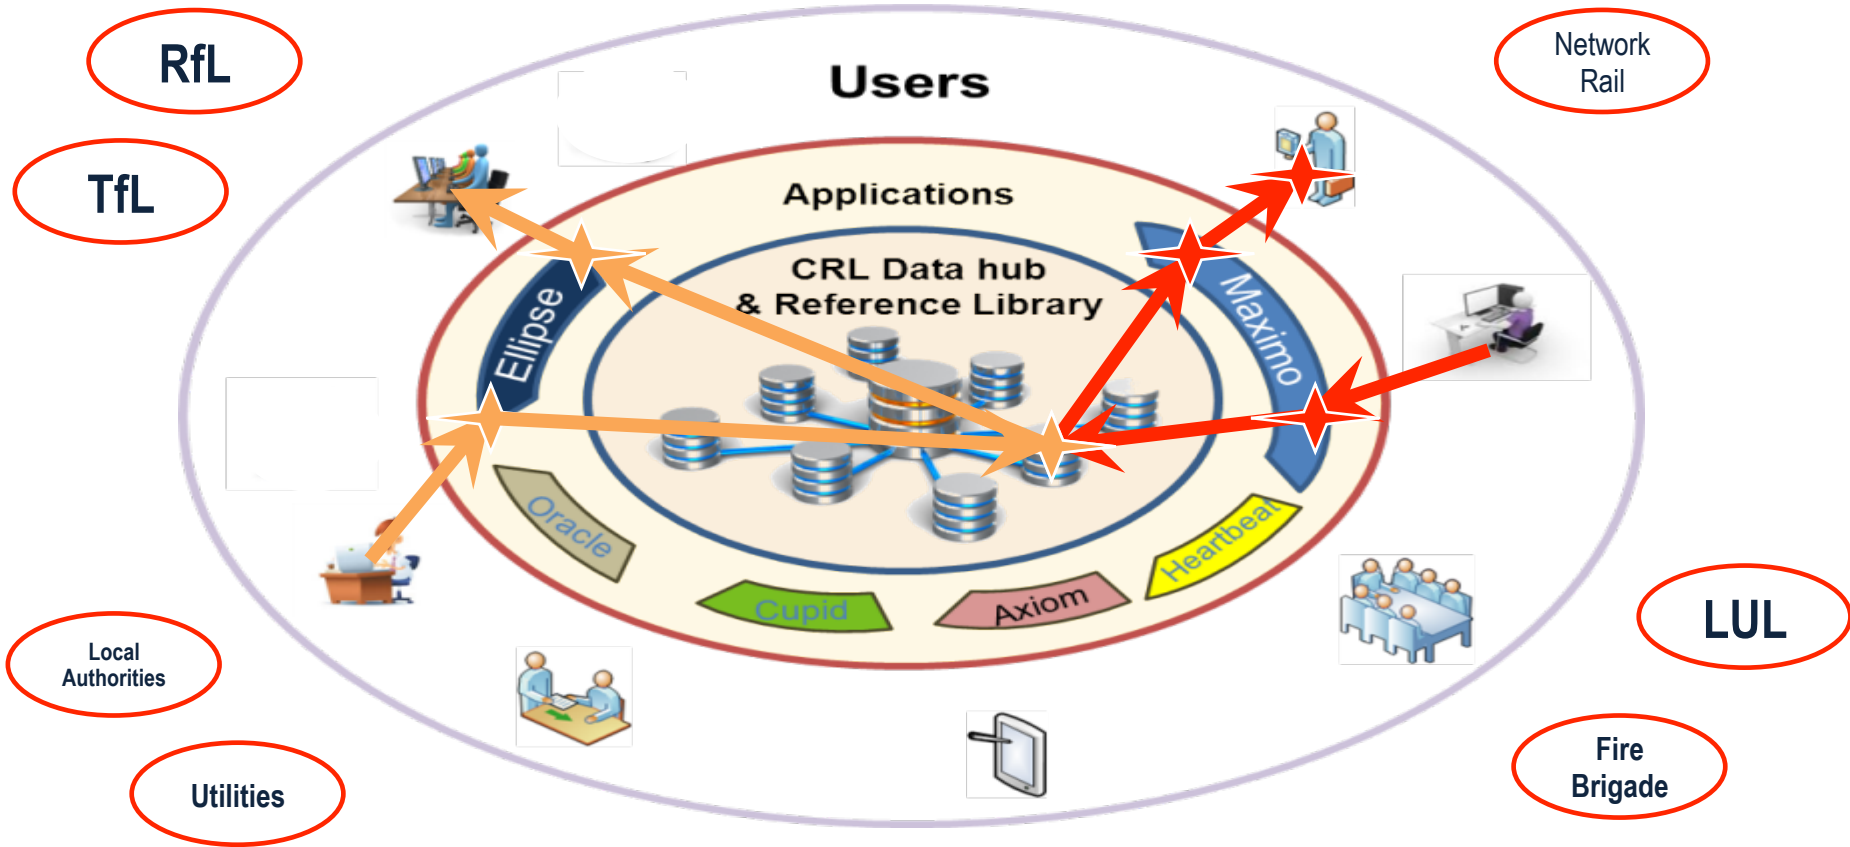 RfL
Users
Network
Rail
TfL
Applications
CRL Data hub
& Reference Library
Ellipse
Maximo
Oracle
Heartbeat
Cupid
Axiom
Local
Authorities
LUL
Utilities
Fire
Brigade